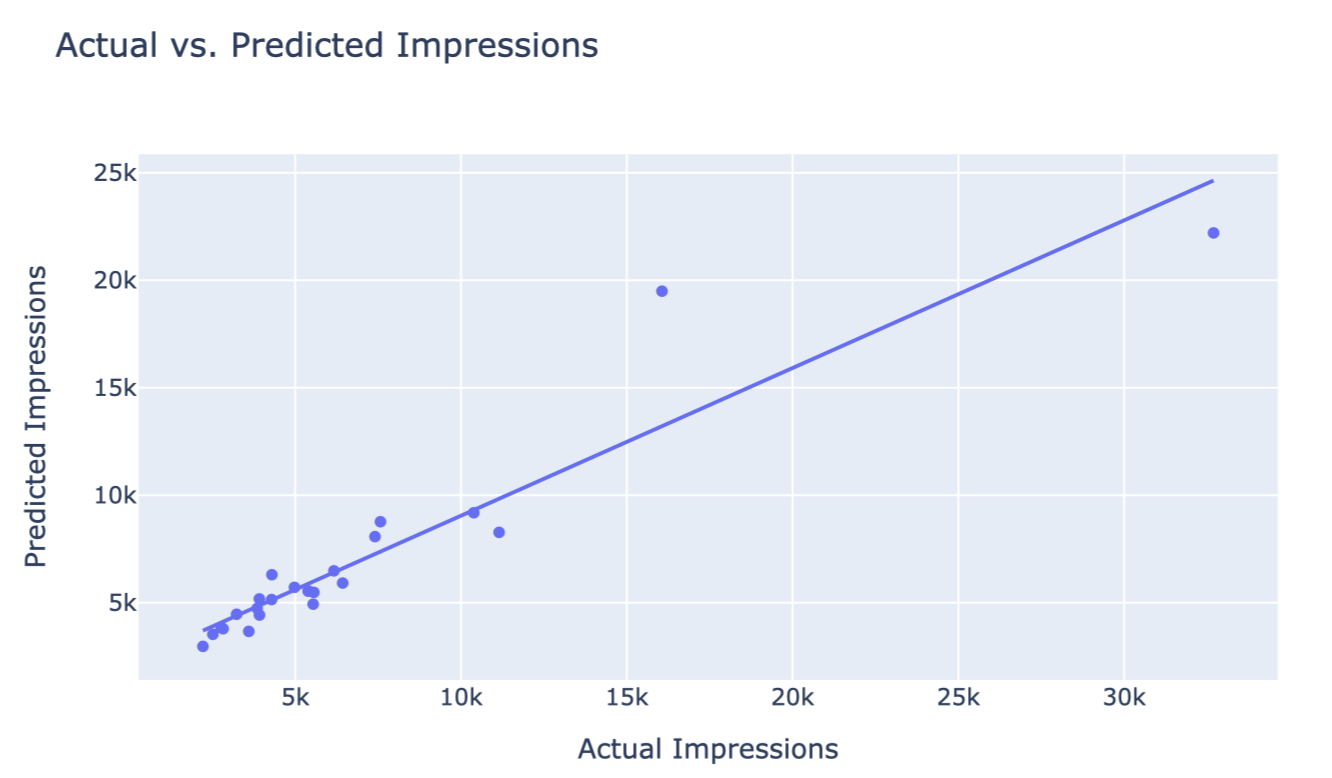 Actual vs. Predicted Impressions
25k
20k
15k
10k
5k
Predicted Impressions
5k 10k 15k 20k 25k 30k
Actual Impressions